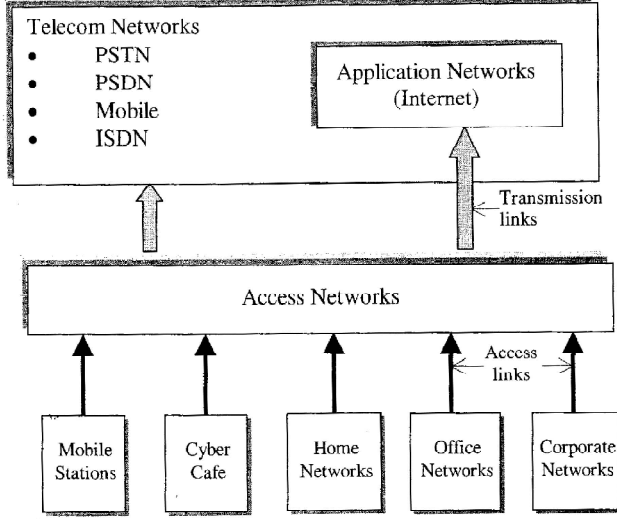 Telecom Networks
• PSTN
• PSDN
• Mobile
• ISDN
Application Networks
(Internet)
Transmission
links
Access Networks
Access
links
Mobile
Stations
Cyber
Cafe
Home
Networks
Office
Networks
Corporate
Networks